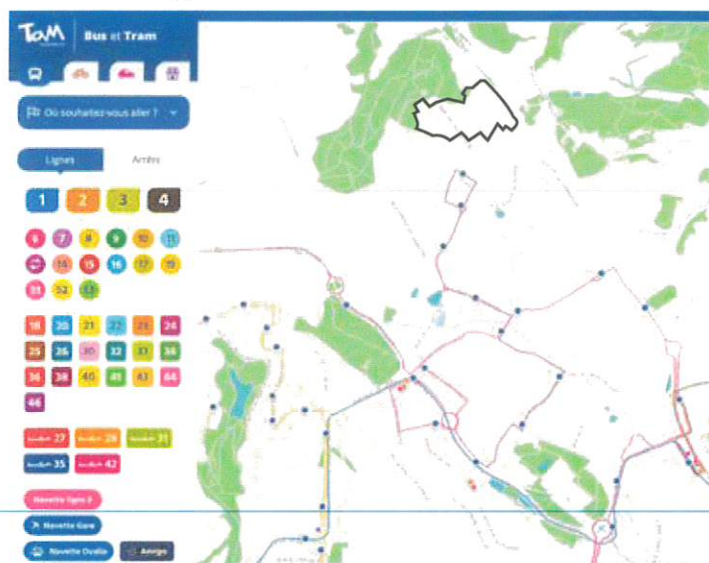 TaM Bus et Tram
Où souhaitez-vous aller ?
Lignes Arrêts
1 2 3 4
6 7 8 9 10 11
14 15 16 17 19
33 52 53
18 20 21 22 23 24
25 26 30 32 33 34
36 38 40 41 43 44
46
27 28 31
35 42
Navette ligne 3
Navette Gare
Navette Ovalie Amigo